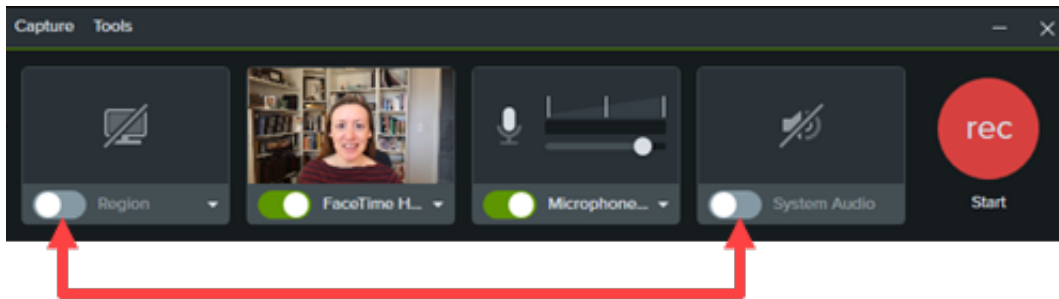 Capture Tools
rec
Region
FaceTime H...
Microphone...
System Audio
Start